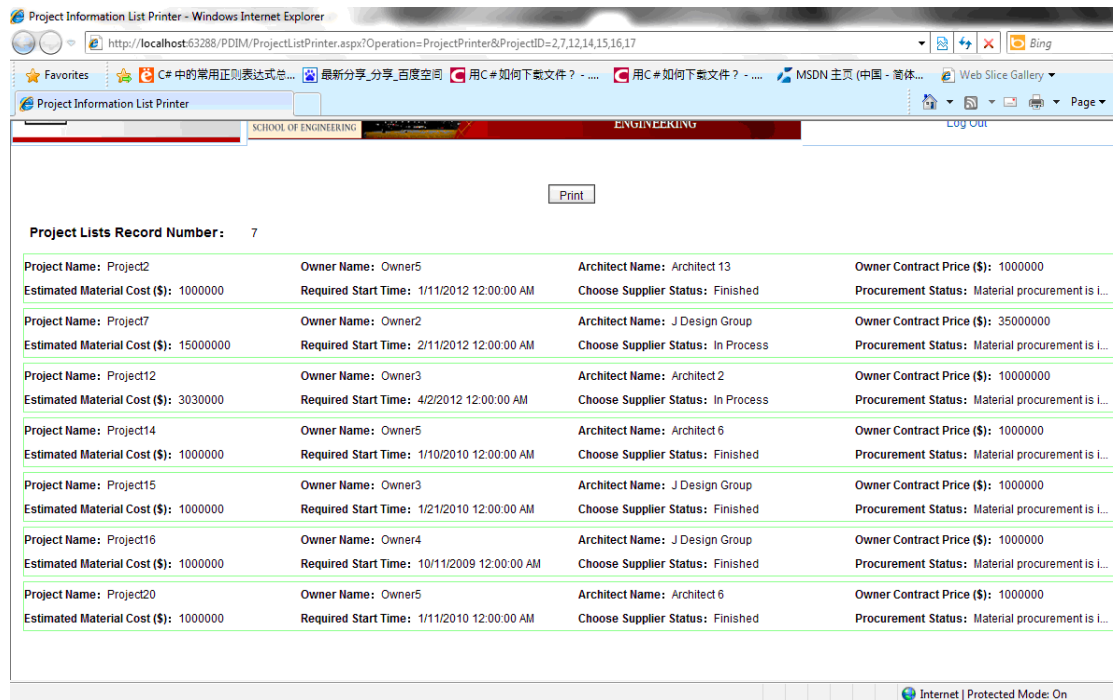 Project Information List Printer - Windows Internet Explorer
http://localhost:63288/PDIM/ProjectListPrinter.aspx?Operation=ProjectPrinter&ProjectID=2,7,12,14,15,16,17
Bing
Favorites C# 中的常用正则表达式总... 最新分享_分享_百度空间 用C#如何下载文件？ - .... 用C#如何下载文件？ - .... MSDN 主页 (中国 - 简体... Web Slice Gallery
Project Information List Printer Page
SCHOOL OF ENGINEERING ENGINEERING Log Out
Print
Project Lists Record Number： 7
Project Name： Project2 Owner Name： Owner5 Architect Name： Architect 13 Owner Contract Price ($)： 1000000
Estimated Material Cost ($)： 1000000 Required Start Time： 1/11/2012 12:00:00 AM Choose Supplier Status： Finished Procurement Status： Material procurement is i...
Project Name： Project7 Owner Name： Owner2 Architect Name： J Design Group Owner Contract Price ($)： 35000000
Estimated Material Cost ($)： 15000000 Required Start Time： 2/11/2012 12:00:00 AM Choose Supplier Status： In Process Procurement Status： Material procurement is i...
Project Name： Project12 Owner Name： Owner3 Architect Name： Architect 2 Owner Contract Price ($)： 10000000
Estimated Material Cost ($)： 3030000 Required Start Time： 4/2/2012 12:00:00 AM Choose Supplier Status： In Process Procurement Status： Material procurement is i...
Project Name： Project14 Owner Name： Owner5 Architect Name： Architect 6 Owner Contract Price ($)： 1000000
Estimated Material Cost ($)： 1000000 Required Start Time： 1/10/2010 12:00:00 AM Choose Supplier Status： Finished Procurement Status： Material procurement is i...
Project Name： Project15 Owner Name： Owner3 Architect Name： J Design Group Owner Contract Price ($)： 1000000
Estimated Material Cost ($)： 1000000 Required Start Time： 1/21/2010 12:00:00 AM Choose Supplier Status： Finished Procurement Status： Material procurement is i...
Project Name： Project16 Owner Name： Owner4 Architect Name： J Design Group Owner Contract Price ($)： 1000000
Estimated Material Cost ($)： 1000000 Required Start Time： 10/11/2009 12:00:00 AM Choose Supplier Status： Finished Procurement Status： Material procurement is i...
Project Name： Project20 Owner Name： Owner5 Architect Name： Architect 6 Owner Contract Price ($)： 1000000
Estimated Material Cost ($)： 1000000 Required Start Time： 1/11/2010 12:00:00 AM Choose Supplier Status： Finished Procurement Status： Material procurement is i...
Internet | Protected Mode: On